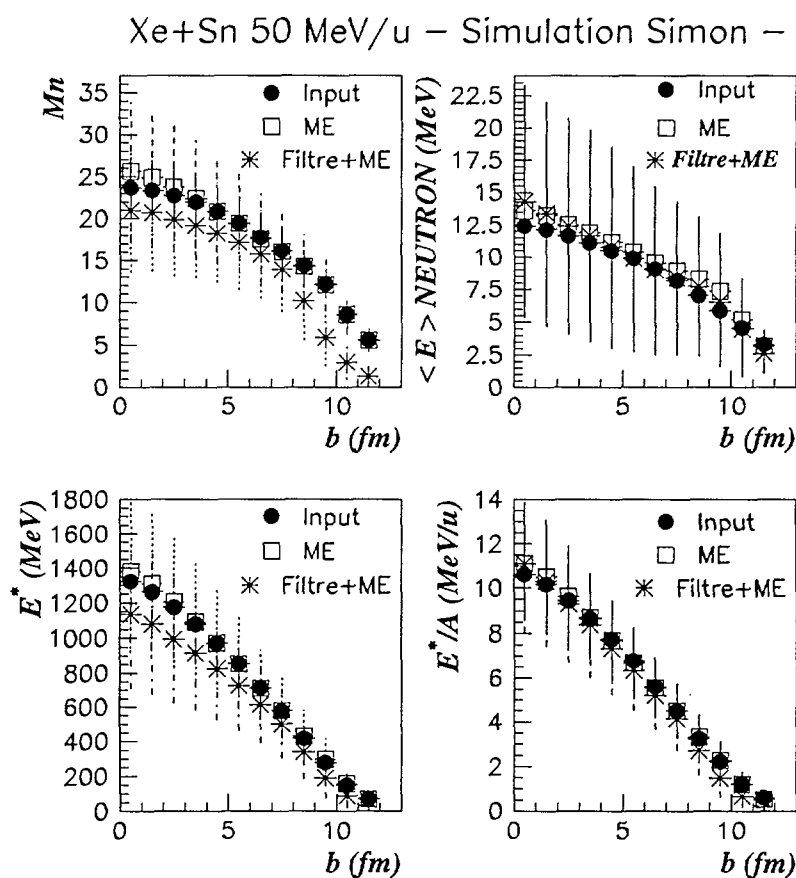 Xe+Sn 50 MeV/u – Simulation Simon –
Mn
35
30
25
20
15
10
5
0
0
5
10
b (fm)
Input
ME
Filtre+ME
< E > NEUTRON (MeV)
22.5
20
17.5
15
12.5
10
7.5
5
2.5
0
0
5
10
b (fm)
Input
ME
Filtre+ME
E* (MeV)
1800
1600
1400
1200
1000
800
600
400
200
0
0
5
10
b (fm)
Input
ME
Filtre+ME
E*/A (MeV/u)
14
12
10
8
6
4
2
0
0
5
10
b (fm)
Input
ME
Filtre+ME